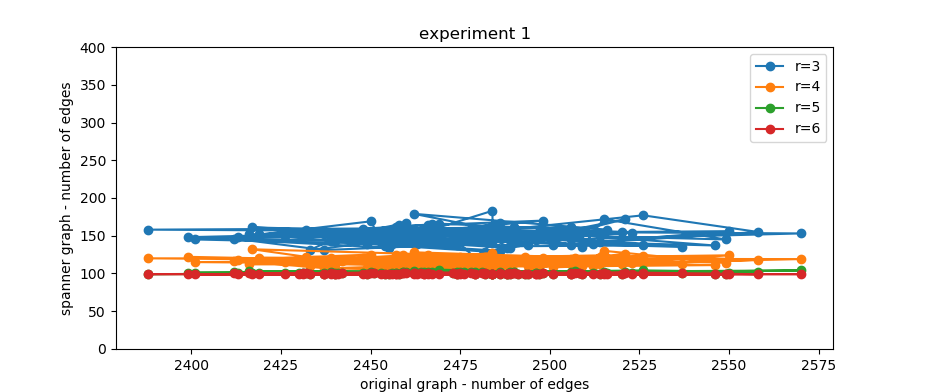 experiment 1
spanner graph - number of edges
400
350
300
250
200
150
100
50
0
r=3
r=4
r=5
r=6
2400 2425 2450 2475 2500 2525 2550 2575
original graph - number of edges